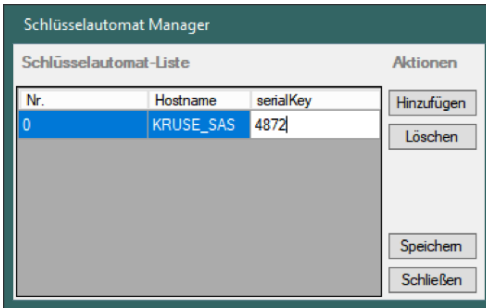 Schlüsselautomat Manager
Schlüsselautomat-Liste
Aktionen
Nr. Hostname serialKey
0 KRUSE_SAS 4872
Hinzufügen
Löschen
Speichern
Schließen